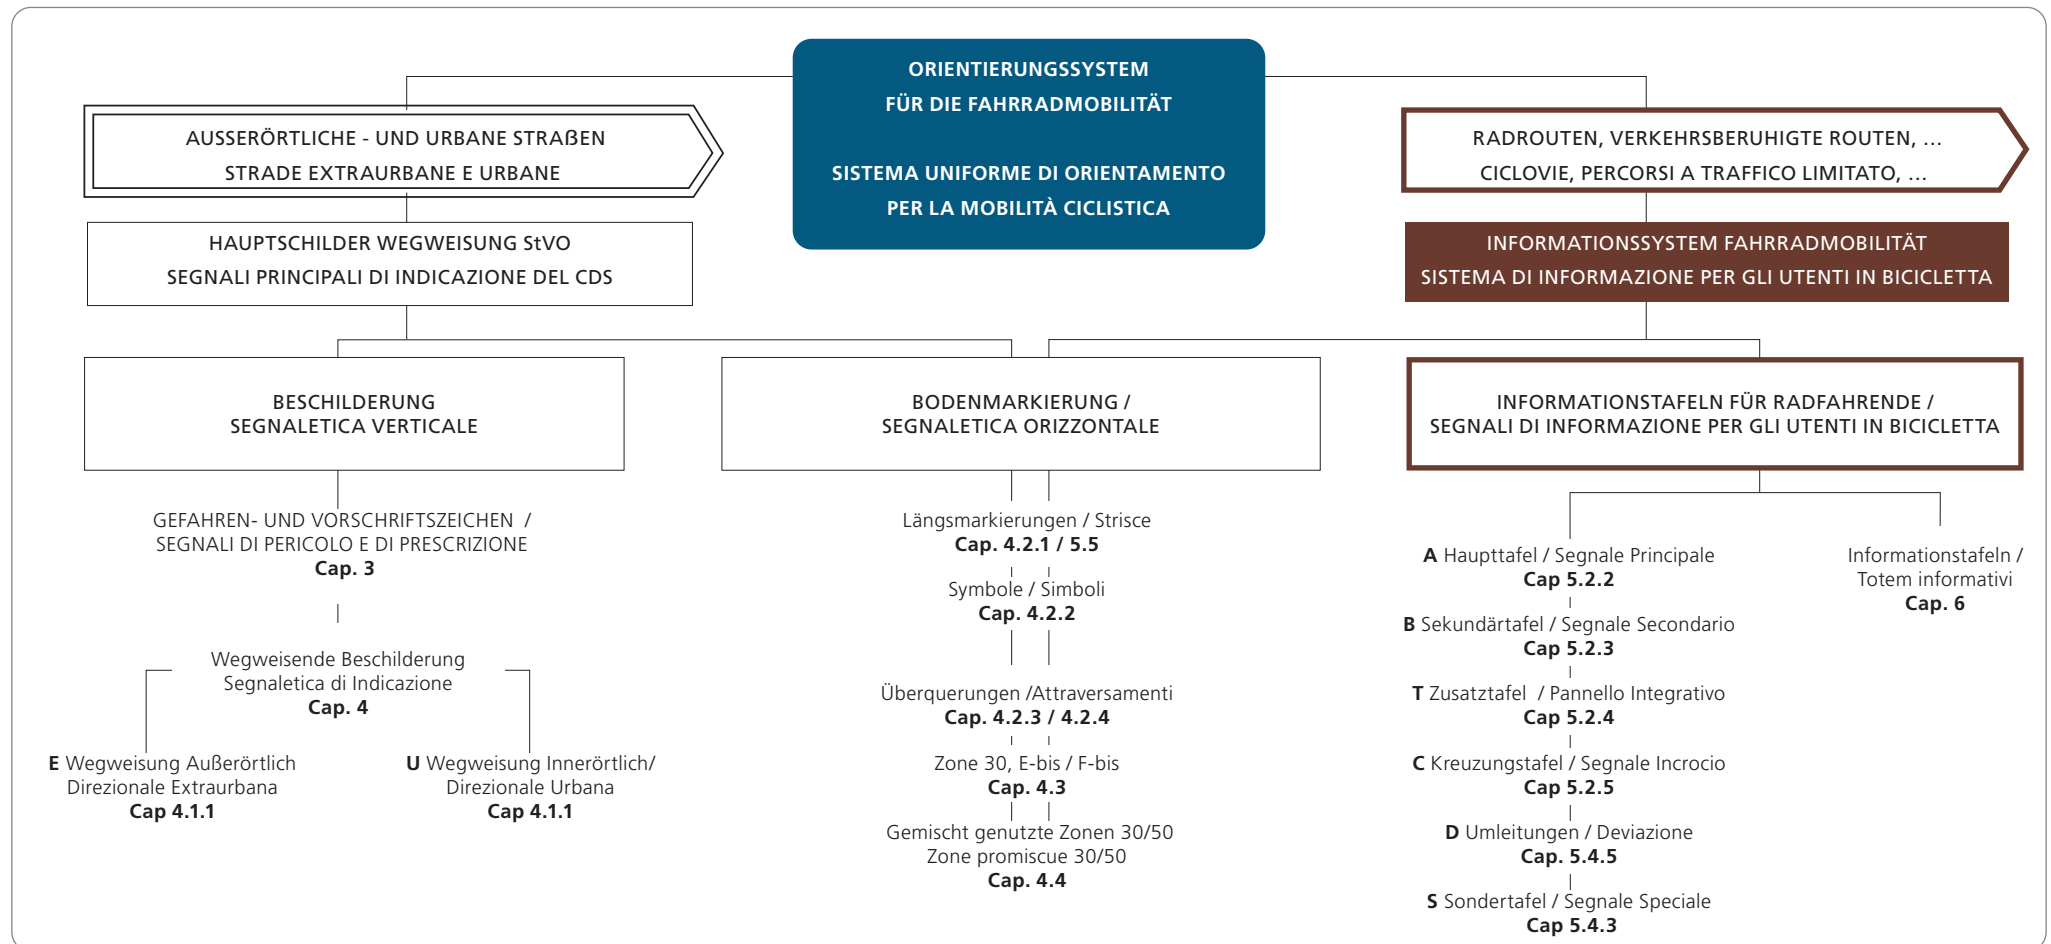 ORIENTIERUNGSSYSTEM
FÜR DIE FAHRRADMOBILITÄT
SISTEMA UNIFORME DI ORIENTAMENTO
PER LA MOBILITÀ CICLISTICA
AUSSERÖRTLICHE - UND URBANE STRAßEN
STRADE EXTRAURBANE E URBANE
RADROUTEN, VERKEHRSBERUHIGTE ROUTEN, ...
CICLOVIE, PERCORSI A TRAFFICO LIMITATO, ...
HAUPTSCHILDER WEGWEISUNG StVO
SEGNALI PRINCIPALI DI INDICAZIONE DEL CDS
INFORMATIONSSYSTEM FAHRRADMOBILITÄT
SISTEMA DI INFORMAZIONE PER GLI UTENTI IN BICICLETTA
BESCHILDERUNG
SEGNALETICA VERTICALE
BODENMARKIERUNG /
SEGNALETICA ORIZZONTALE
INFORMATIONSTAFELN FÜR RADFAHRENDE /
SEGNALI DI INFORMAZIONE PER GLI UTENTI IN BICICLETTA
GEFAHREN- UND VORSCHRIFTSZEICHEN /
SEGNALI DI PERICOLO E DI PRESCRIZIONE
Cap. 3
Wegweisende Beschilderung
Segnaletica di Indicazione
Cap. 4
E Wegweisung Außerörtlich
Direzionale Extraurbana
Cap 4.1.1
U Wegweisung Innerörtlich/
Direzionale Urbana
Cap 4.1.1
Längsmarkierungen / Strisce
Cap. 4.2.1 / 5.5
Symbole / Simboli
Cap. 4.2.2
Überquerungen /Attraversamenti
Cap. 4.2.3 / 4.2.4
Zone 30, E-bis / F-bis
Cap. 4.3
Gemischt genutzte Zonen 30/50
Zone promiscue 30/50
Cap. 4.4
A Haupttafel / Segnale Principale
Cap 5.2.2
B Sekundärtafel / Segnale Secondario
Cap 5.2.3
T Zusatztafel / Pannello Integrativo
Cap 5.2.4
C Kreuzungstafel / Segnale Incrocio
Cap 5.2.5
D Umleitungen / Deviazione
Cap. 5.4.5
S Sondertafel / Segnale Speciale
Cap 5.4.3
Informationstafeln /
Totem informativi
Cap. 6